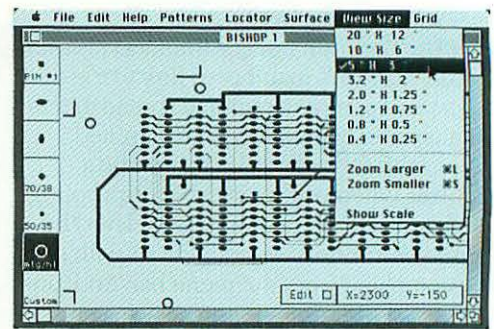 File Edit Help Patterns Locator Surface View Size Grid
BISHOP 1
20 " H 12 "
10 " H 6 "
✓5 " H 3 "
3.2 " H 2 "
2.0 " H 1.25 "
1.2 " H 0.75 "
0.8 " H 0.5 "
0.4 " H 0.25 "
Zoom Larger ⌘L
Zoom Smaller ⌘S
Show Scale
PIN #1
70/38
50/35
mtg/hl
Custom
Edit X=2300 Y=-150